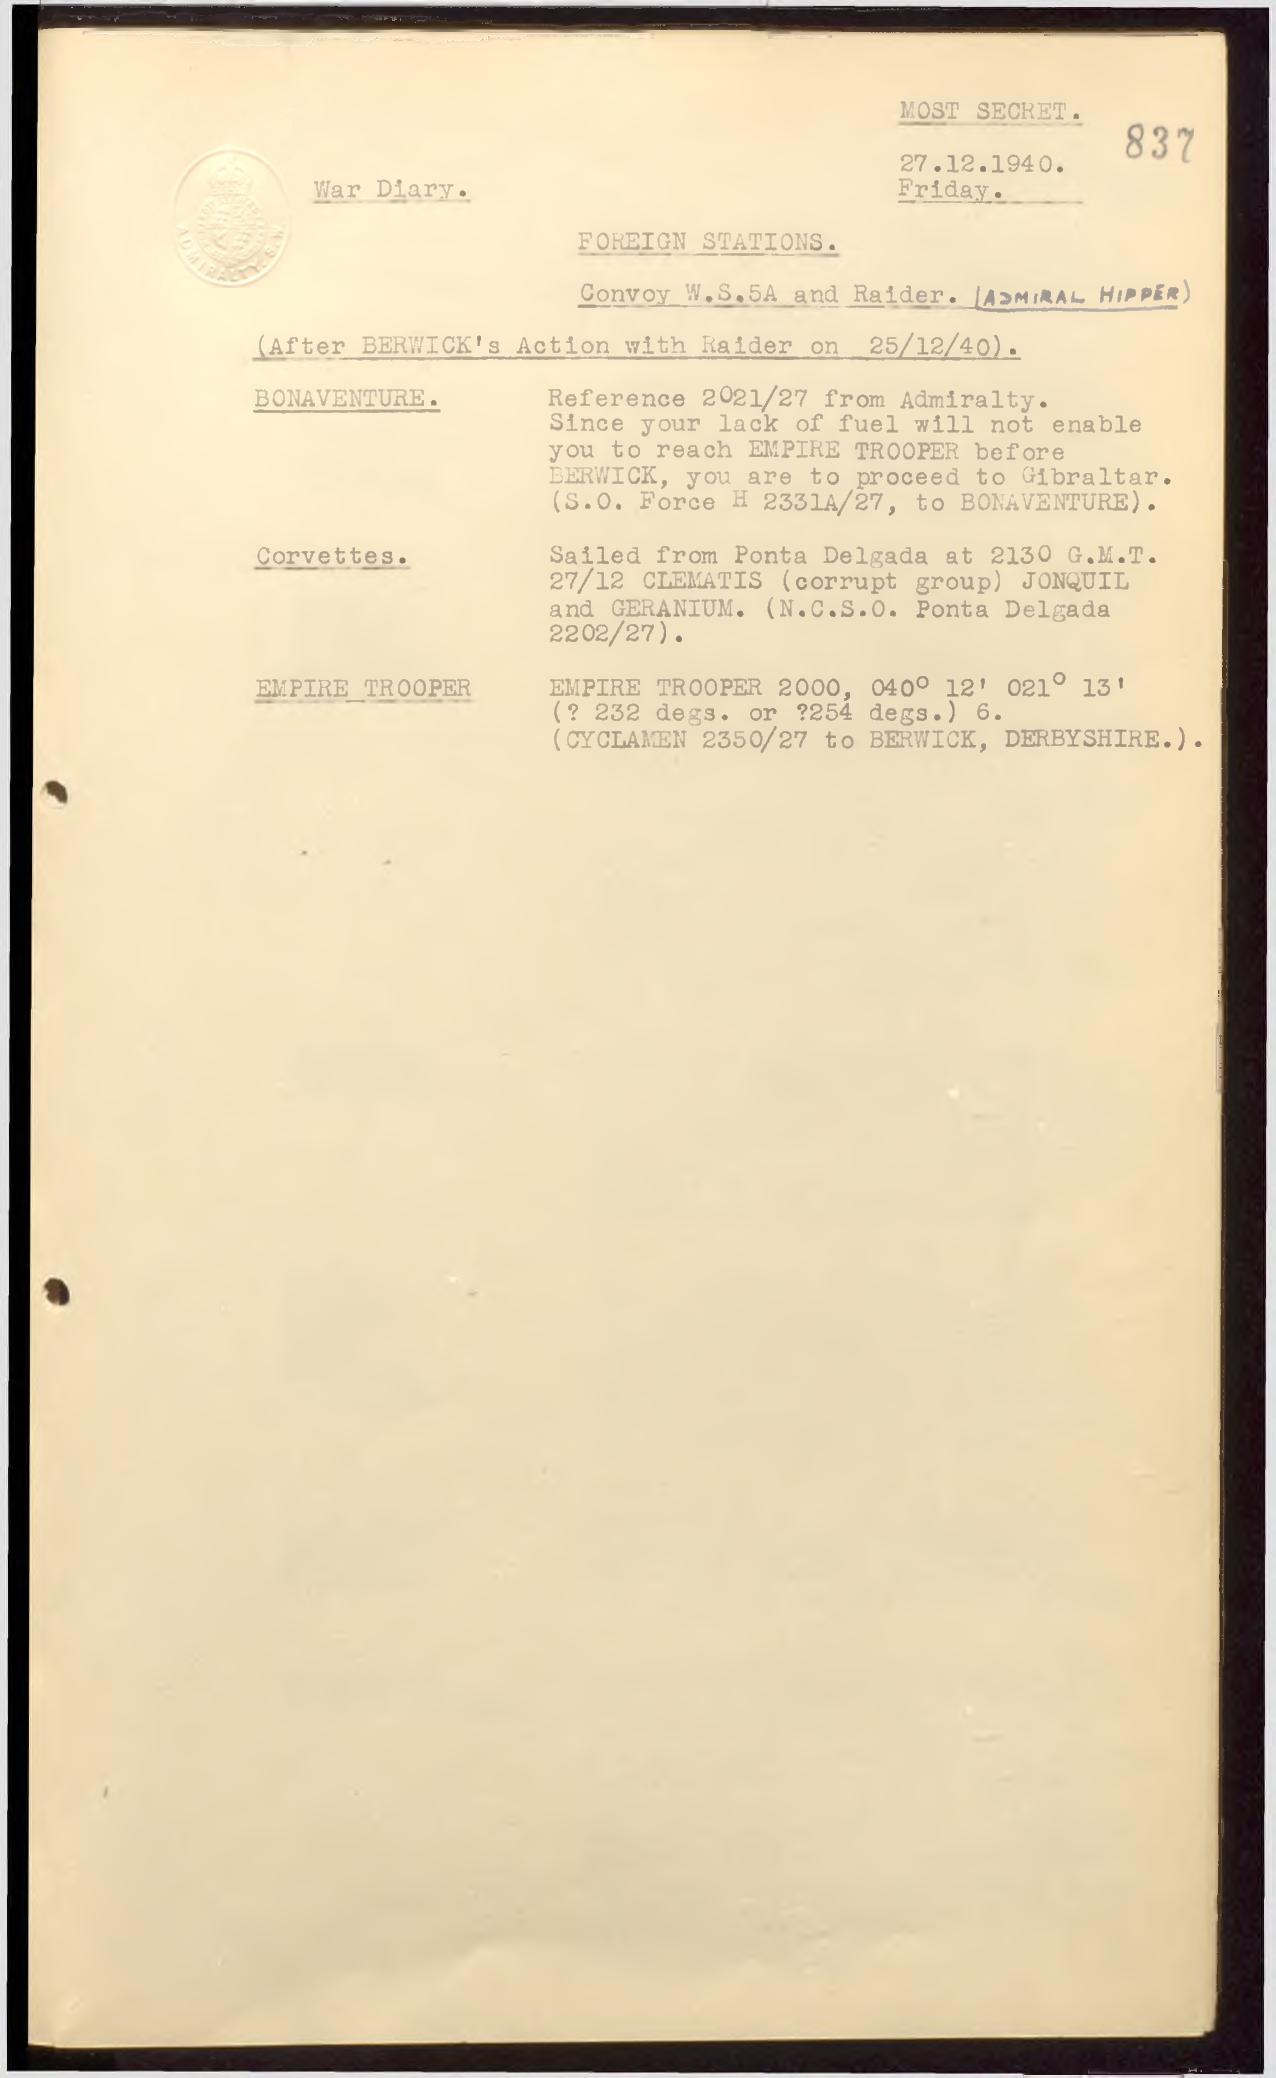 MOST SECRET.
837
27.12.1940.
War Diary.
Friday.
ADMIRALTY. S.W.
FOREIGN STATIONS.
Convoy W.S.5A and Raider. (ADMIRAL HIPPER)
(After BERWICK's Action with Raider on 25/12/40).
BONAVENTURE. Reference 2021/27 from Admiralty.
Since your lack of fuel will not enable
you to reach EMPIRE TROOPER before
BERWICK, you are to proceed to Gibraltar.
(S.O. Force H 2331A/27, to BONAVENTURE).
Corvettes. Sailed from Ponta Delgada at 2130 G.M.T.
27/12 CLEMATIS (corrupt group) JONQUIL
and GERANIUM. (N.C.S.O. Ponta Delgada
2202/27).
EMPIRE TROOPER EMPIRE TROOPER 2000, 040° 12' 021° 13'
(? 232 degs. or ?254 degs.) 6.
(CYCLAMEN 2350/27 to BERWICK, DERBYSHIRE.).